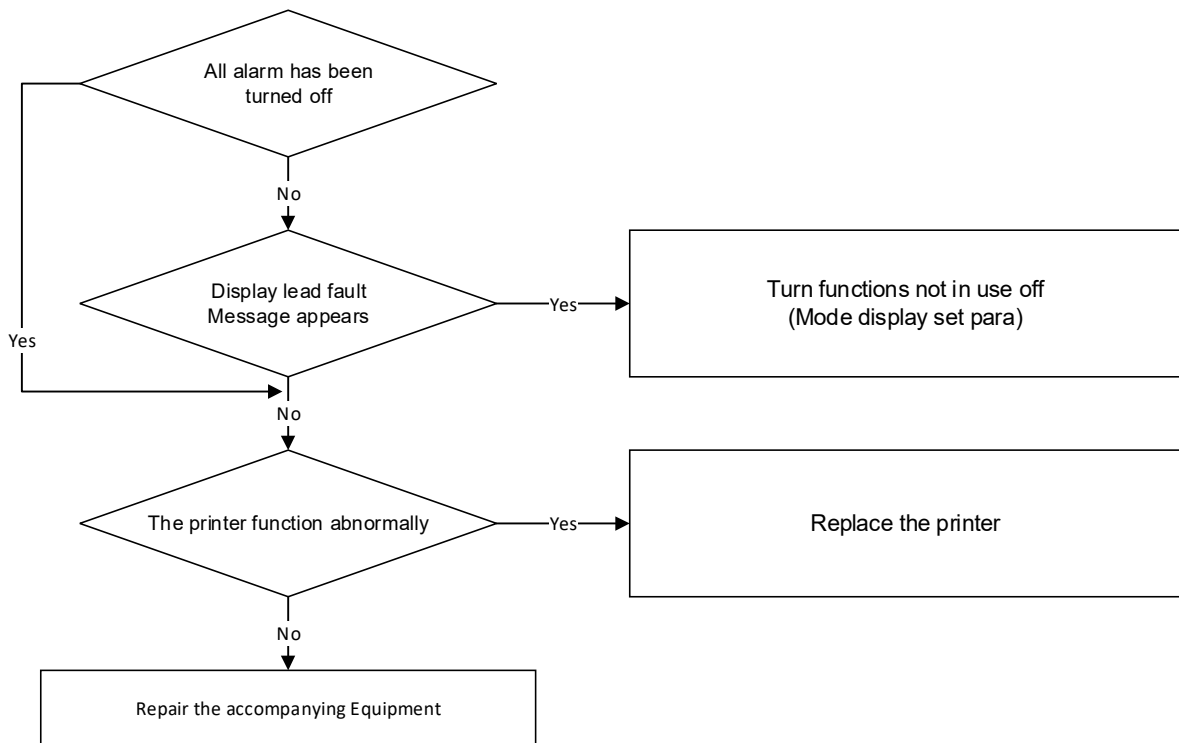 All alarm has been
turned off
No
Display lead fault
Message appears
Yes
Turn functions not in use off
(Mode display set para)
Yes
No
The printer function abnormally
Yes
Replace the printer
No
Repair the accompanying Equipment